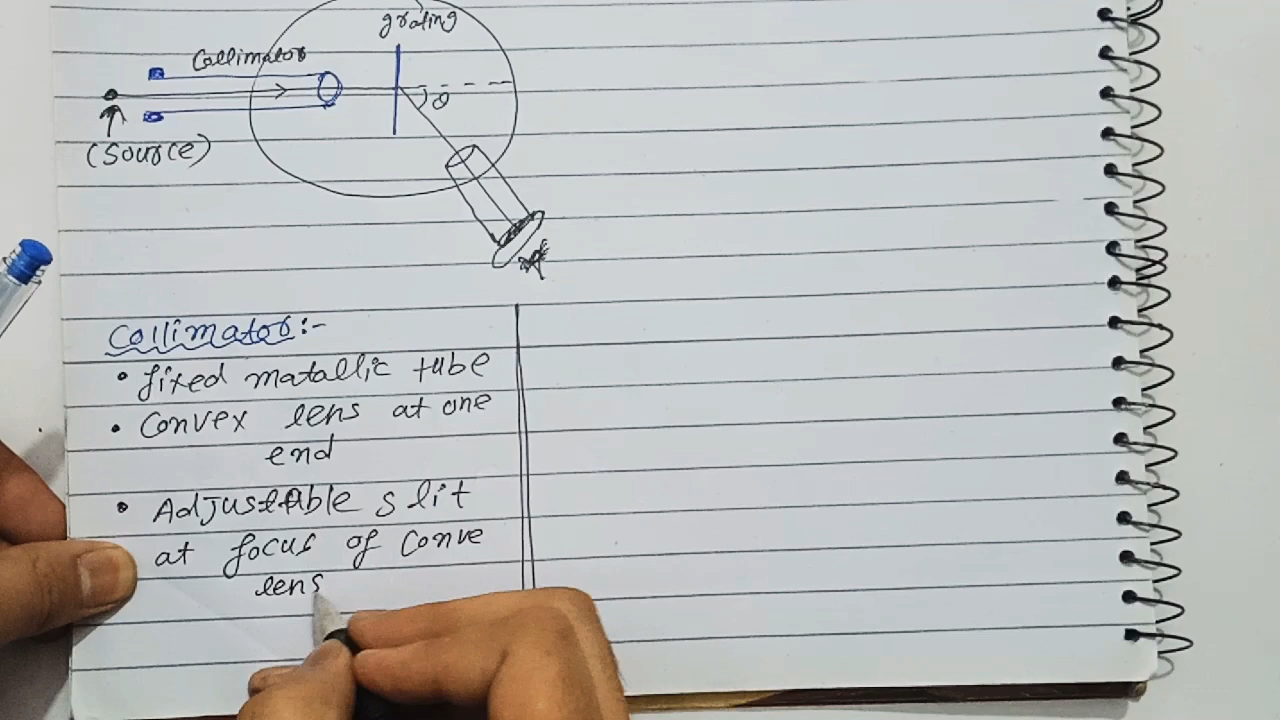 grating
Collimator
θ
(Source)
Collimator:-
• fixed matallic tube
• Convex lens at one
end
• Adjustable slit
at focus of Conve
lens